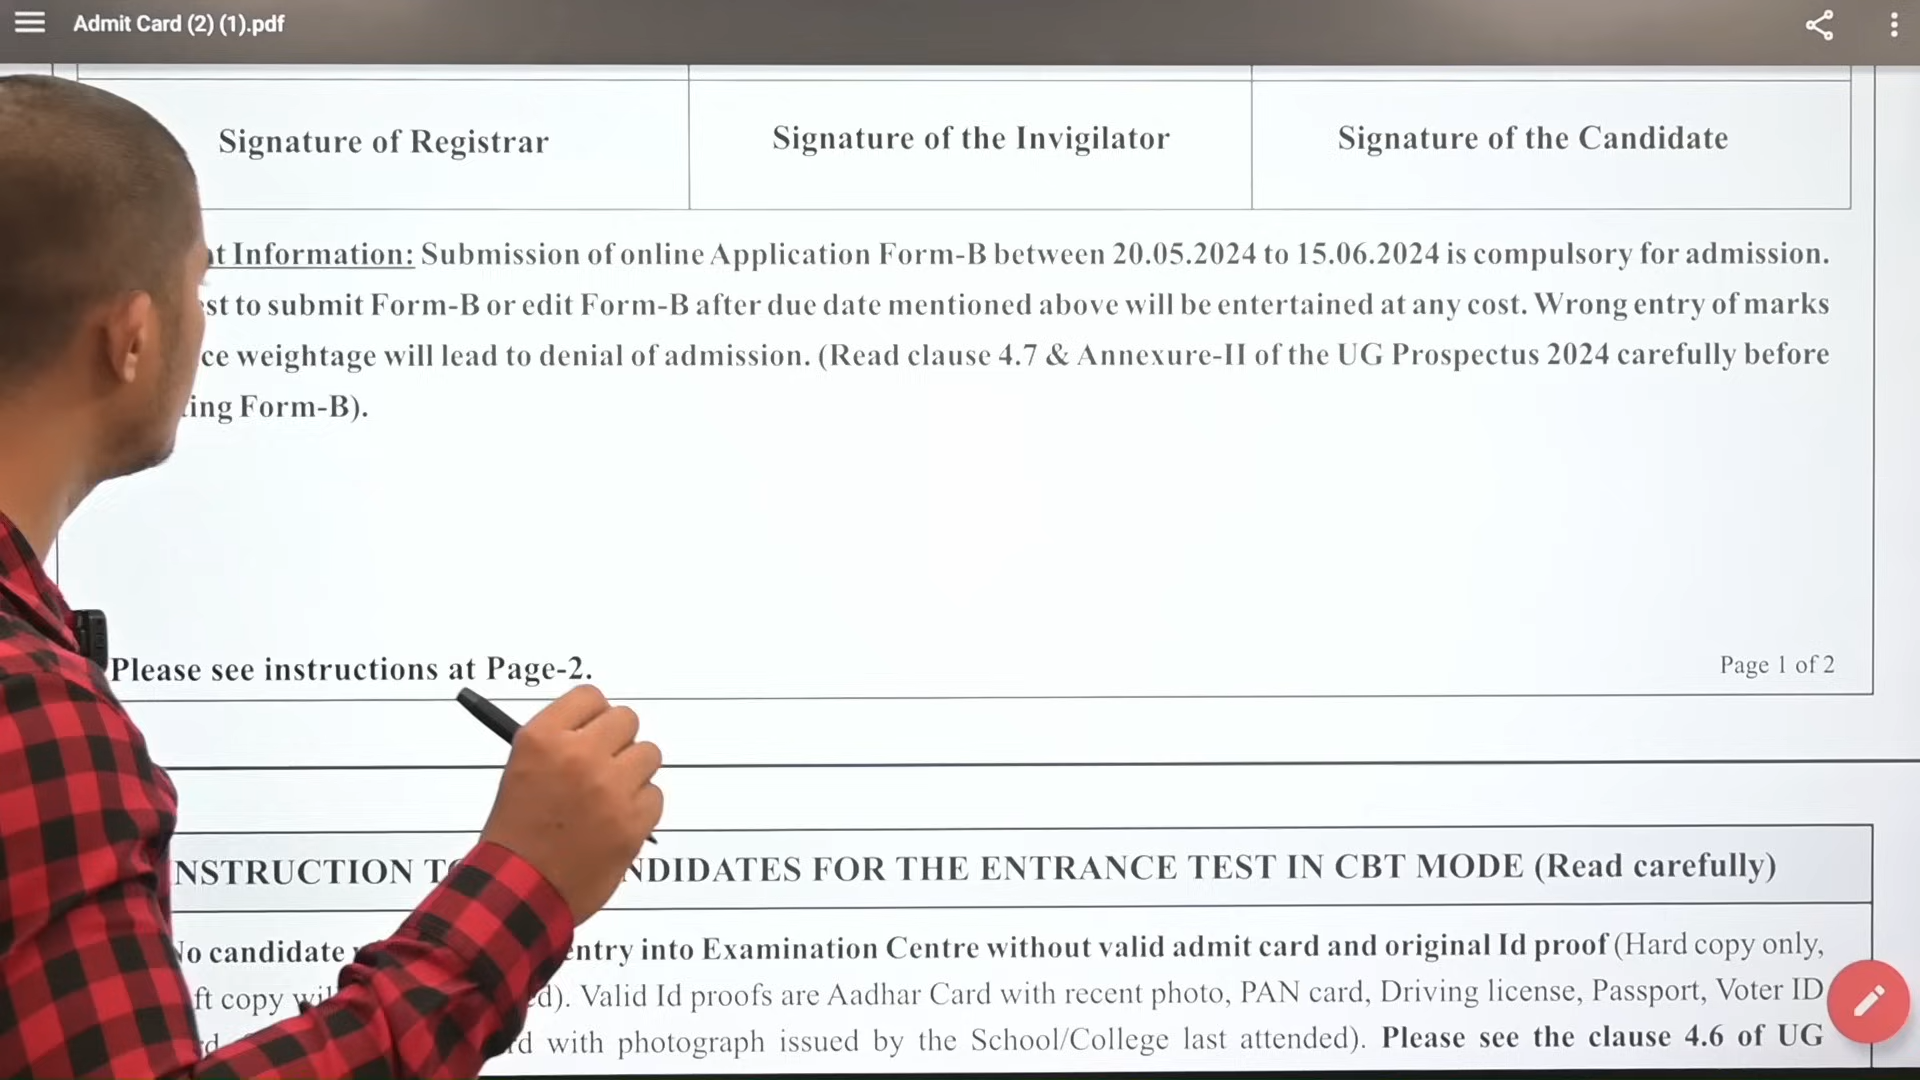 Admit Card (2) (1).pdf
Signature of Registrar
Signature of the Invigilator
Signature of the Candidate
Information: Submission of online Application Form-B between 20.05.2024 to 15.06.2024 is compulsory for admission.
to submit Form-B or edit Form-B after due date mentioned above will be entertained at any cost. Wrong entry of marks
weightage will lead to denial of admission. (Read clause 4.7 & Annexure-II of the UG Prospectus 2024 carefully before
Form-B).
Please see instructions at Page-2.
Page 1 of 2
FOR THE ENTRANCE TEST IN CBT MODE (Read carefully)
candidate into Examination Centre without valid admit card and original Id proof (Hard copy only,
copy Valid Id proofs are Aadhar Card with recent photo, PAN card, Driving license, Passport, Voter ID
with photograph issued by the School/College last attended). Please see the clause 4.6 of UG